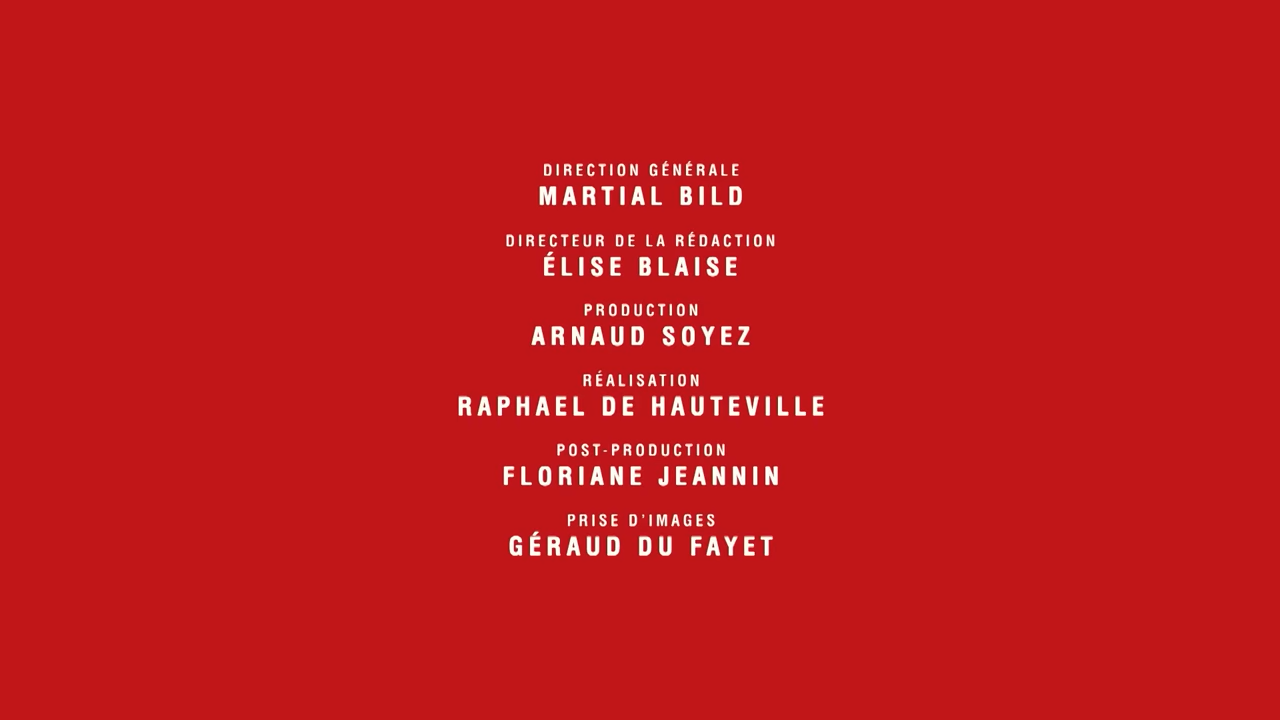 DIRECTION GÉNÉRALE
MARTIAL BILD
DIRECTEUR DE LA RÉDACTION
ÉLISE BLAISE
PRODUCTION
ARNAUD SOYEZ
RÉALISATION
RAPHAEL DE HAUTEVILLE
POST-PRODUCTION
FLORIANE JEANNIN
PRISE D'IMAGES
GÉRAUD DU FAYET